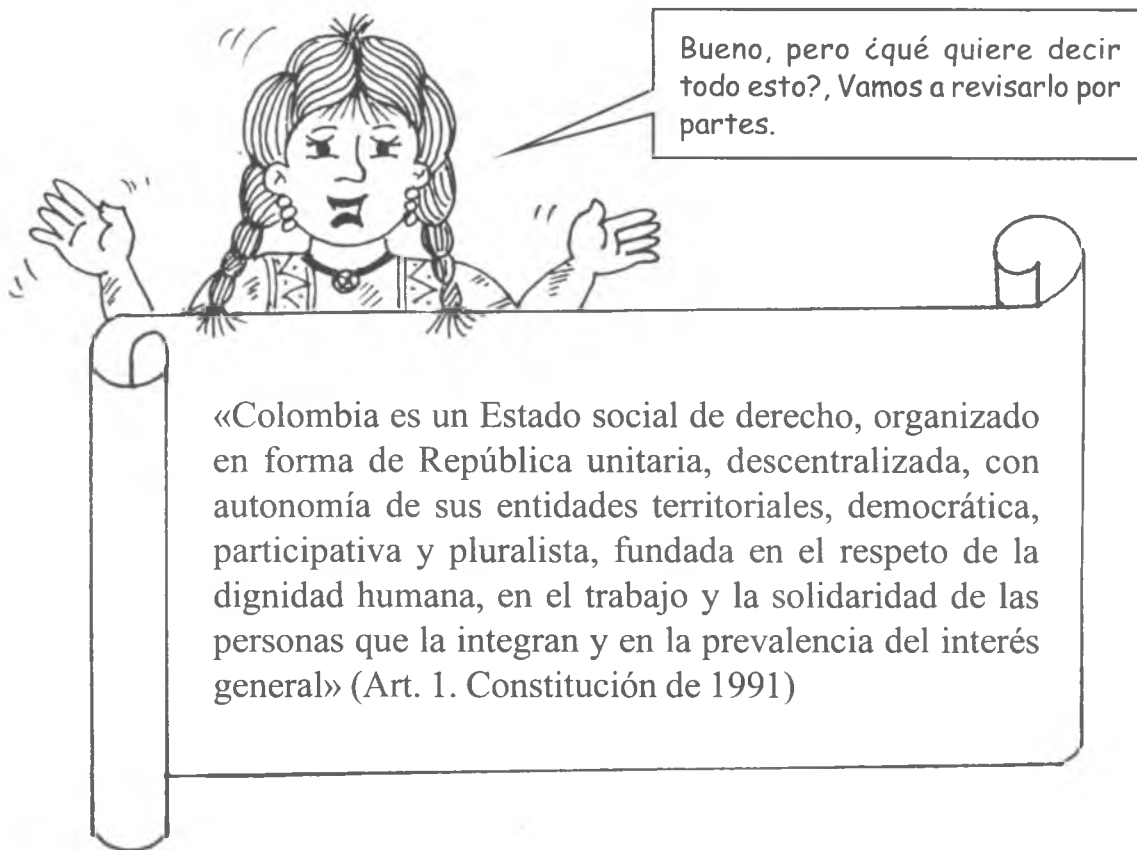 Bueno, pero ¿qué quiere decir
todo esto?, Vamos a revisarlo por
partes.
«Colombia es un Estado social de derecho, organizado
en forma de República unitaria, descentralizada, con
autonomía de sus entidades territoriales, democrática,
participativa y pluralista, fundada en el respeto de la
dignidad humana, en el trabajo y la solidaridad de las
personas que la integran y en la prevalencia del interés
general» (Art. 1. Constitución de 1991)